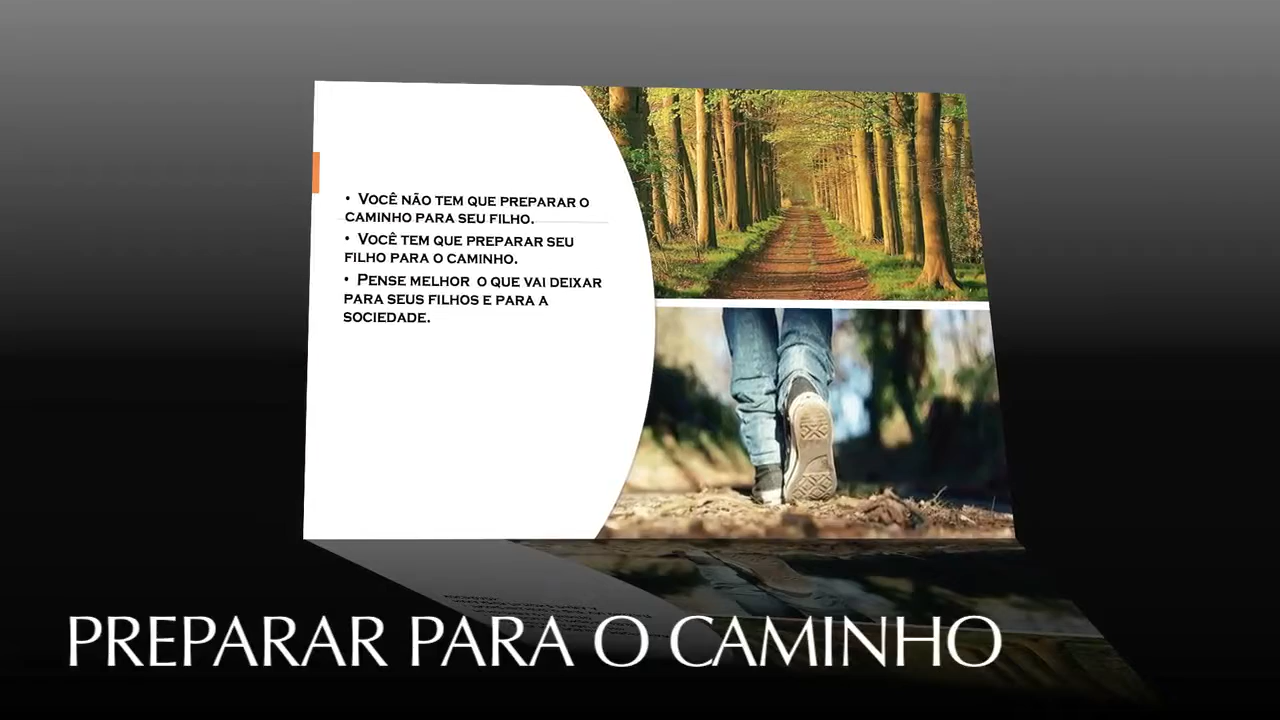 • VOCÊ NÃO TEM QUE PREPARAR O
CAMINHO PARA SEU FILHO.
• VOCÊ TEM QUE PREPARAR SEU
FILHO PARA O CAMINHO.
• PENSE MELHOR O QUE VAI DEIXAR
PARA SEUS FILHOS E PARA A
SOCIEDADE.
PREPARAR PARA O CAMINHO